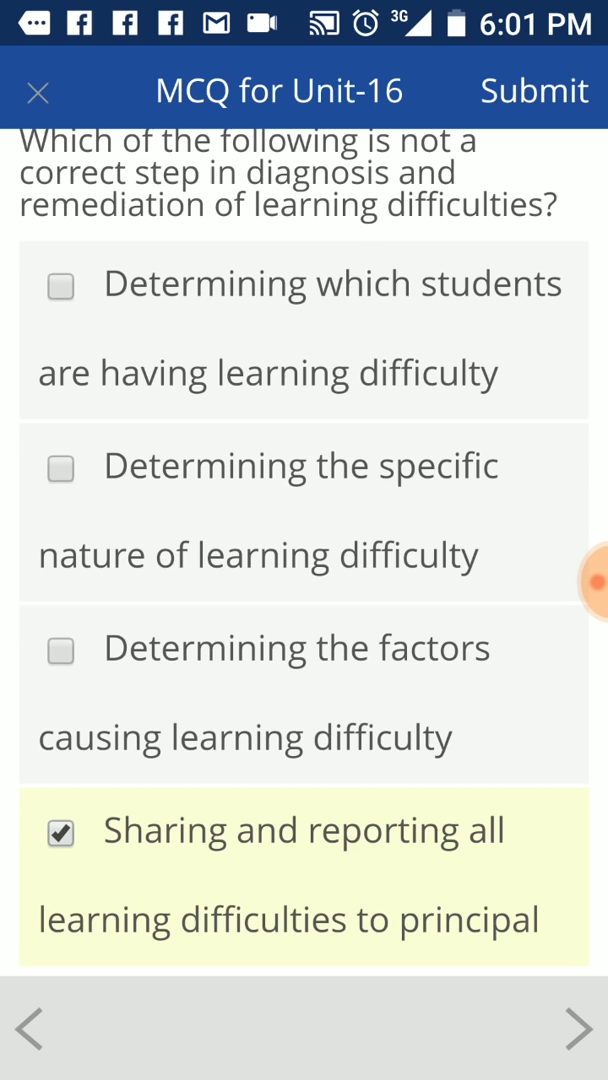 3G 6:01 PM
MCQ for Unit-16 Submit
Which of the following is not a
correct step in diagnosis and
remediation of learning difficulties?
Determining which students
are having learning difficulty
Determining the specific
nature of learning difficulty
Determining the factors
causing learning difficulty
Sharing and reporting all
learning difficulties to principal